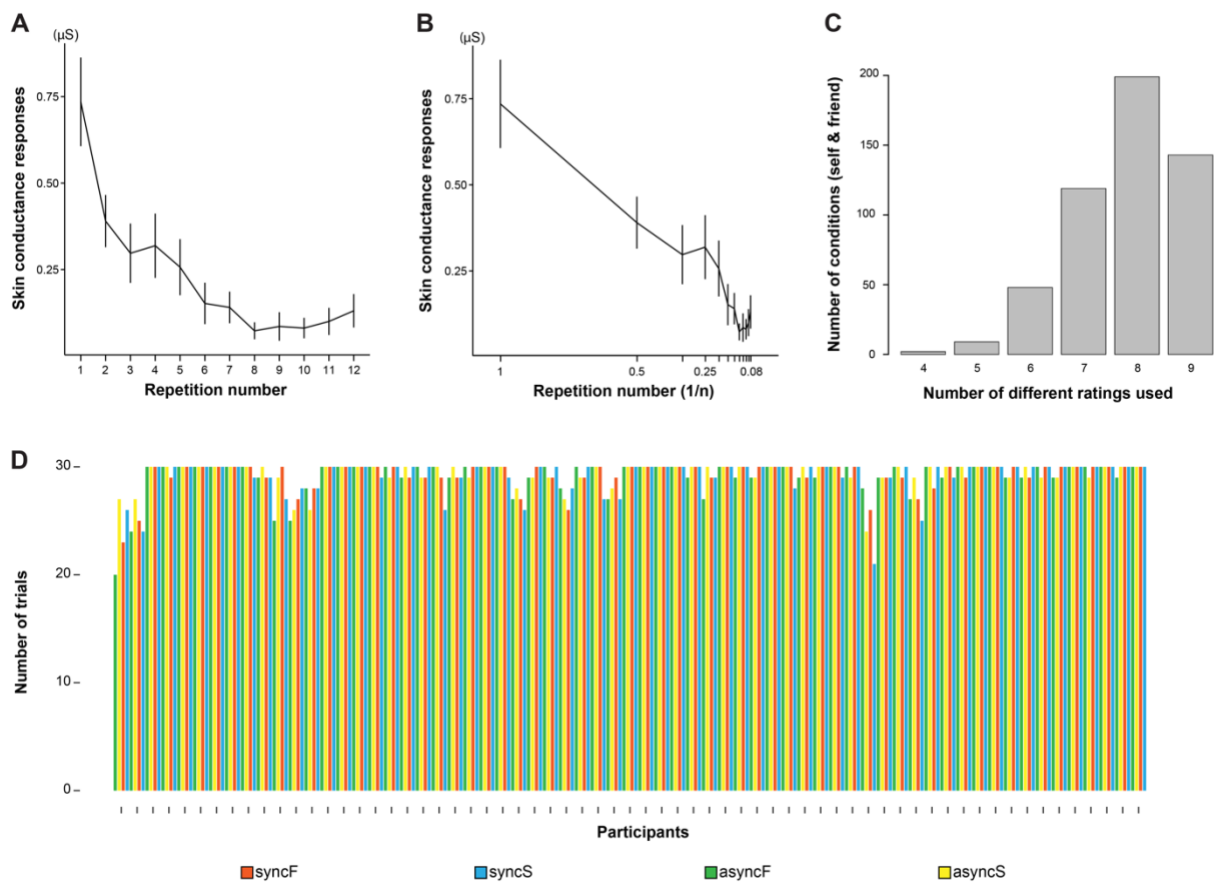 A
(µS)
Skin conductance responses
0.75
0.50
0.25
1 2 3 4 5 6 7 8 9 10 11 12
Repetition number
B
(µS)
Skin conductance responses
0.75
0.50
0.25
1 0.5 0.25 0.08
Repetition number (1/n)
C
Number of conditions (self & friend)
200
150
100
50
0
4 5 6 7 8 9
Number of different ratings used
D
Number of trials
30
20
10
0
Participants
syncF syncS asyncF asyncS